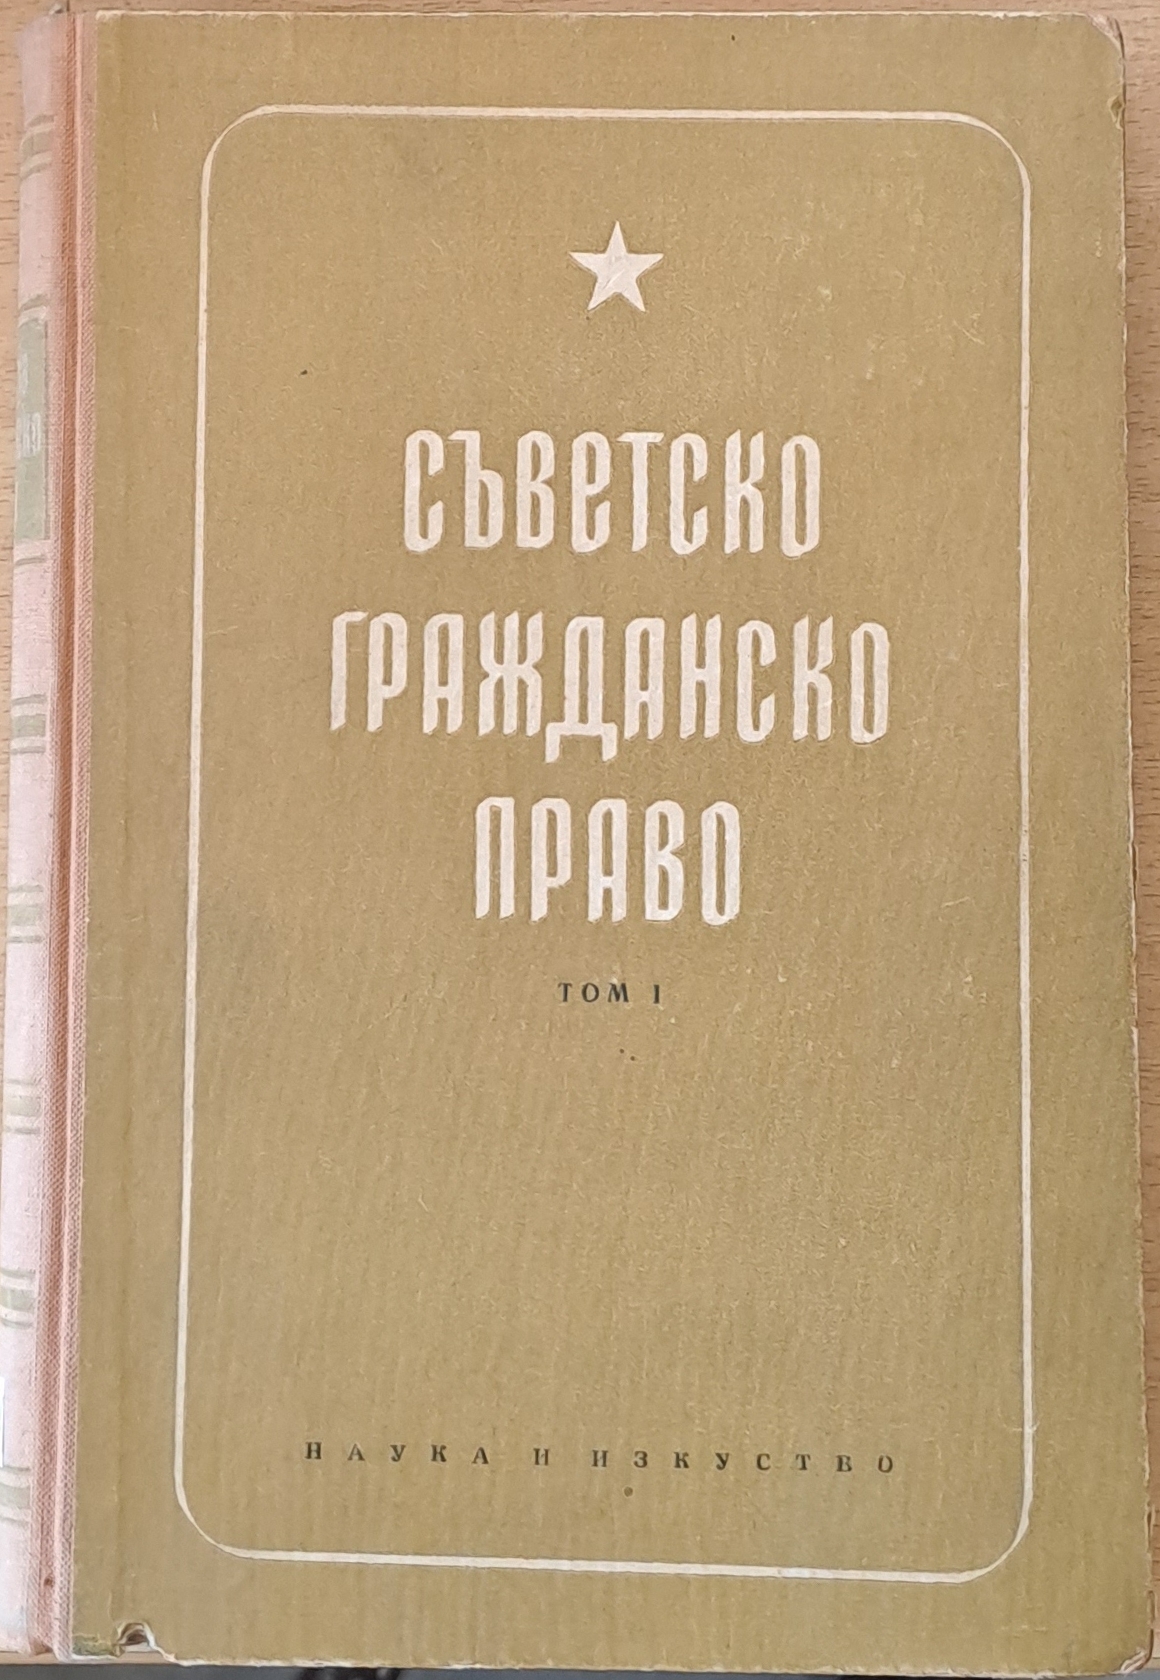 СЪВЕТСКО
ГРАЖДАНСКО
ПРАВО
ТОМ I
НАУКА И ИЗКУСТВО